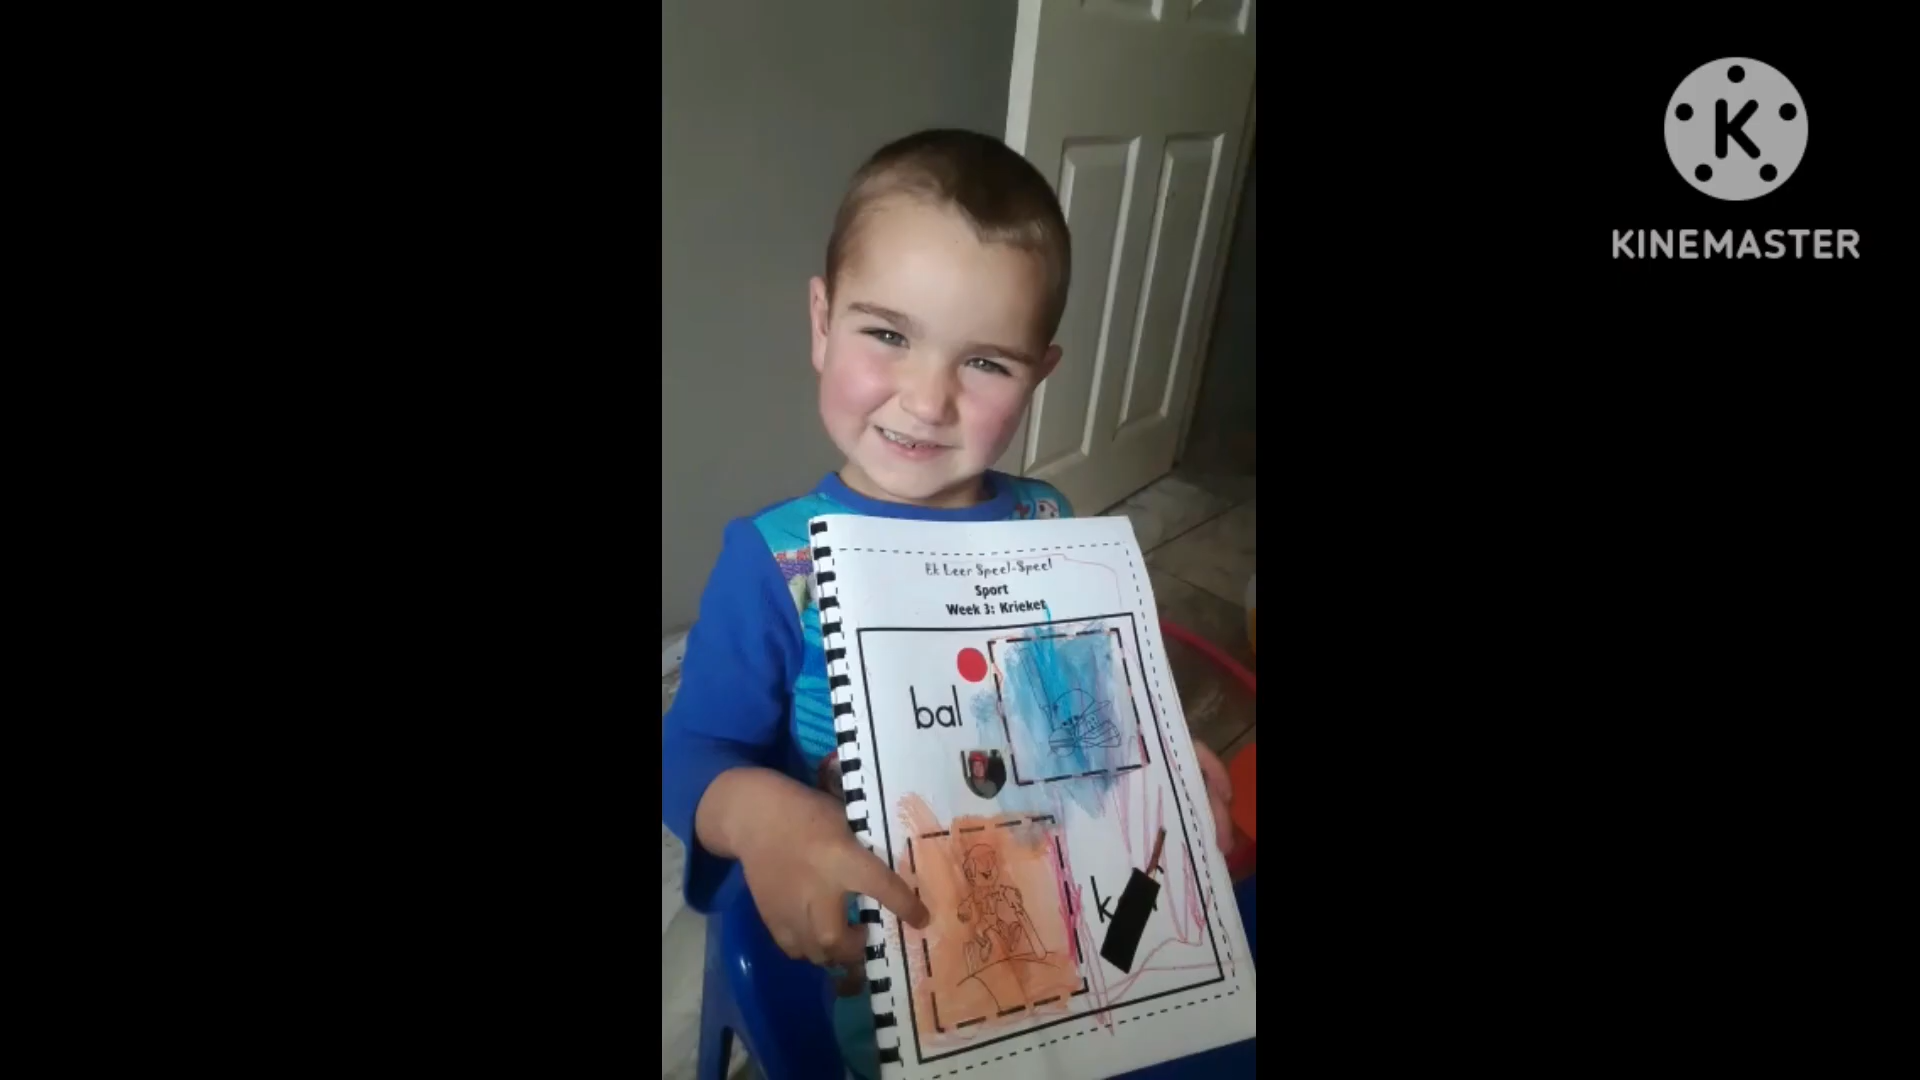 K
KINEMASTER
Ek Leer Speel-Speel
Sport
Week 3: Krieket
bal